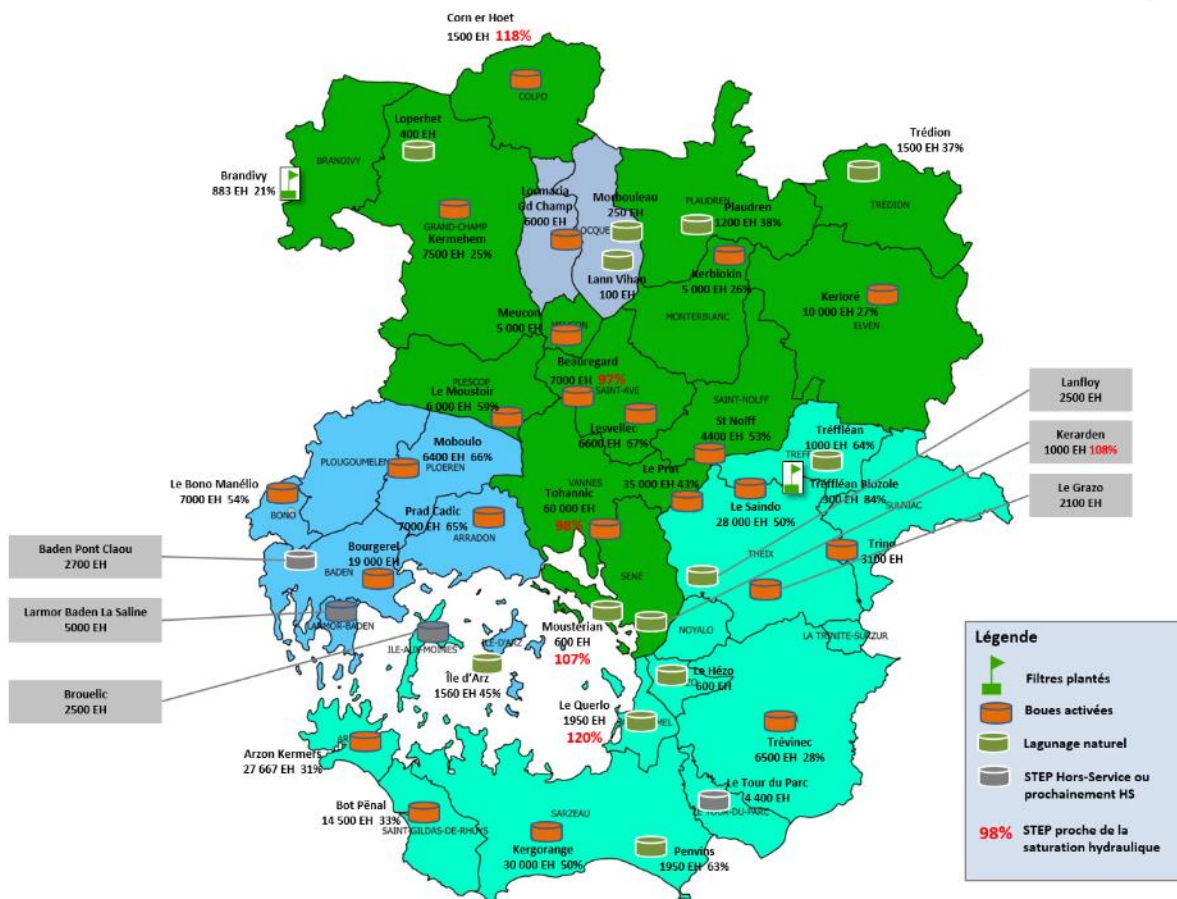 Corn er Hoet
1500 EH 118%
COLPO
Loperhet
400 EH
BRANDIVY
Brandivy
883 EH 21%
Trédion
1500 EH 37%
TREDION
Locmaria
Gd Champ
6000 EH
Morbouleau
250 EH
PLAUDREN
Plaudren
1200 EH 38%
GRAND-CHAMP
Kermehem
7500 EH 25%
Lann Vihan
100 EH
Kerblokin
5 000 EH 26%
Kerloré
10 000 EH 27%
ELVEN
Meucon
5 000 EH
MEUCON
MONTERBLANC
Beauregard
7000 EH 97%
SAINT-AVE
PLESCOP
Le Moustoir
6 000 EH 59%
Lesvellec
6600 EH 67%
SAINT-NOLFF
St Nolff
4400 EH 53%
Lanfloy
2500 EH
Tréffléan
1000 EH 64%
Kerarden
1000 EH 108%
Moboulo
6400 EH 66%
PLOEREN
PLOUGOUMELEN
Le Bono Manélio
7000 EH 54%
BONO
VANNES
Le Prat
35 000 EH 43%
Tréffléan Blozole
300 EH 84%
Le Grazo
2100 EH
Tohannic
60 000 EH
98%
Le Saindo
28 000 EH 50%
THEIX
Prad Cadic
7000 EH 65%
ARRADON
Baden Pont Claou
2700 EH
Bourgerel
19 000 EH
BADEN
SENE
3100 EH
Larmor Baden La Saline
5000 EH
LARMOR-BADEN
ILE-AUX-MOINES
ILE-D'ARZ
Moustérian
600 EH
107%
NOYALO
LA TRINITE-SURZUR
Brouelic
2500 EH
Île d'Arz
1560 EH 45%
Le Hézo
600 EH
Le Querlo
1950 EH
120%
Arzon Kermers
27 667 EH 31%
Trévinec
6500 EH 28%
Le Tour du Parc
4 400 EH
LE TOUR-DU-PARC
Bot Pënal
14 500 EH 33%
SAINT-GILDAS-DE-RHUYS
SARZEAU
Kergorange
30 000 EH 50%
Penvins
1950 EH 63%
Légende
Filtres plantés
Boues activées
Lagunage naturel
STEP Hors-Service ou
prochainement HS
98% STEP proche de la
saturation hydraulique